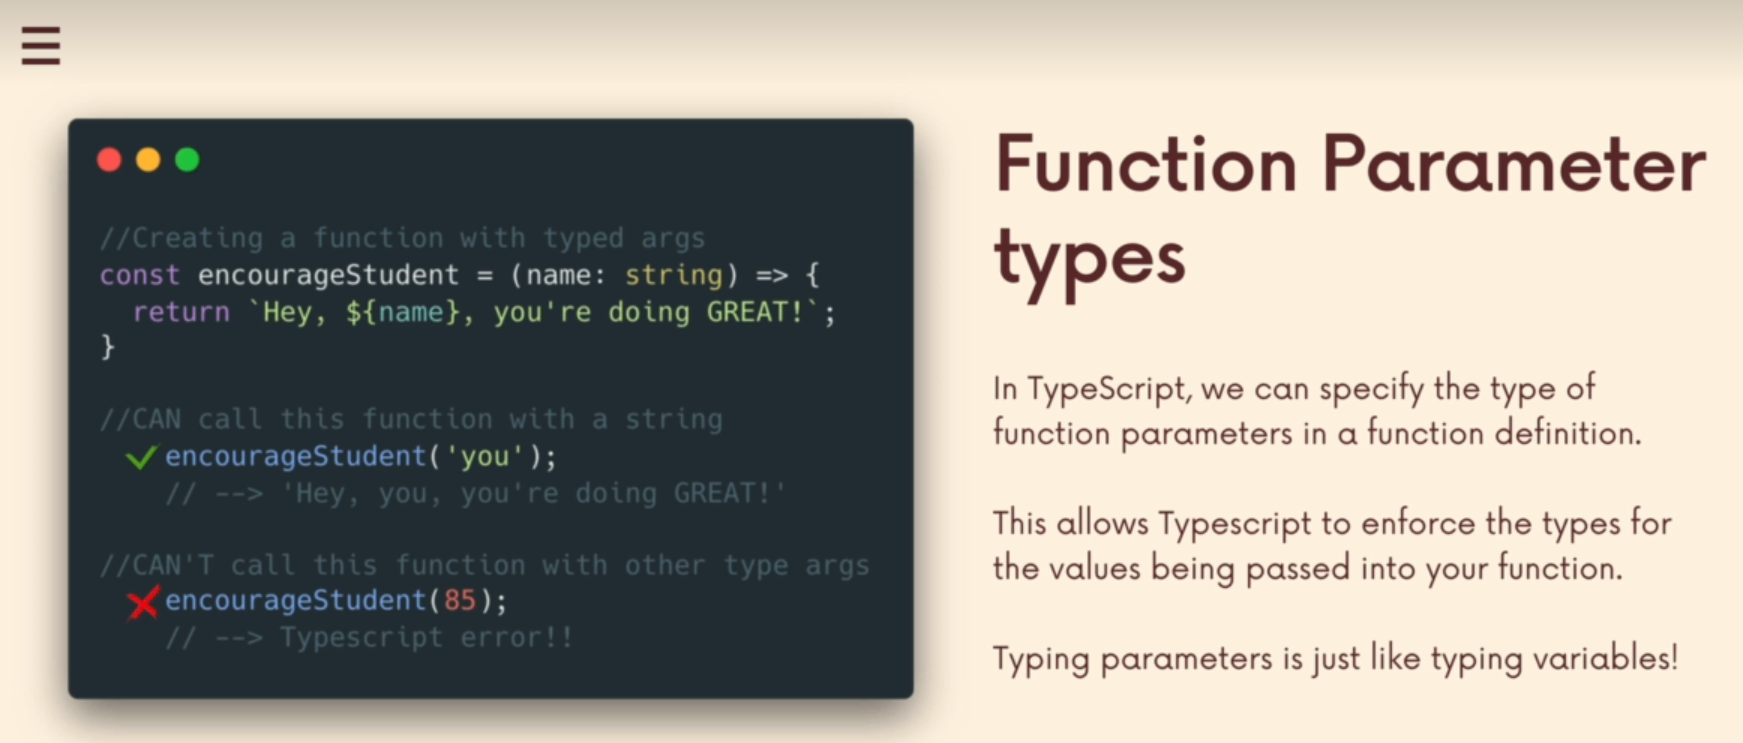 //Creating a function with typed args
const encourageStudent = (name: string) => {
  return `Hey, ${name}, you're doing GREAT!`;
}
//CAN call this function with a string
encourageStudent('you');
// --> 'Hey, you, you're doing GREAT!'
//CAN'T call this function with other type args
encourageStudent(85);
// --> Typescript error!!
Function Parameter
types
In TypeScript, we can specify the type of
function parameters in a function definition.
This allows Typescript to enforce the types for
the values being passed into your function.
Typing parameters is just like typing variables!